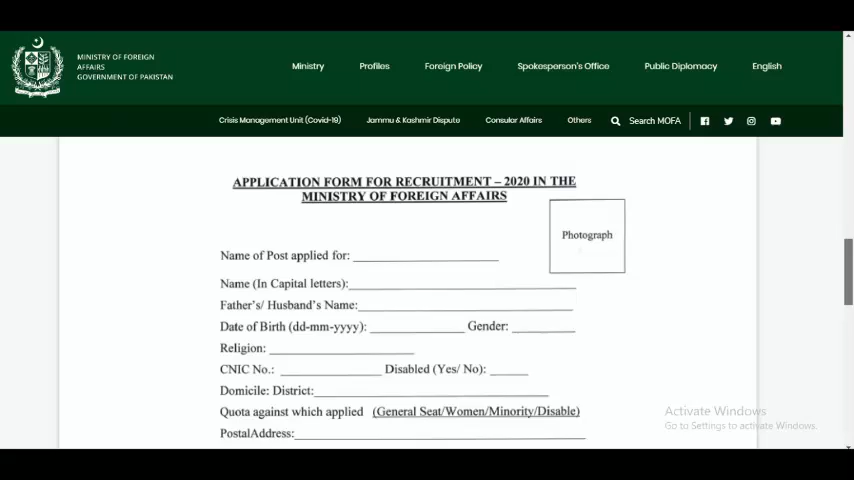 MINISTRY OF FOREIGN
AFFAIRS
GOVERNMENT OF PAKISTAN
Ministry Profiles Foreign Policy Spokesperson's Office Public Diplomacy English
Crisis Management Unit (Covid-19) Jammu & Kashmir Dispute Consular Affairs Others Search MOFA
APPLICATION FORM FOR RECRUITMENT – 2020 IN THE
MINISTRY OF FOREIGN AFFAIRS
Photograph
Name of Post applied for:
Name (In Capital letters):
Father's/ Husband's Name:
Date of Birth (dd-mm-yyyy): Gender:
Religion:
CNIC No.: Disabled (Yes/ No):
Domicile: District:
Quota against which applied (General Seat/Women/Minority/Disable)
PostalAddress:
Activate Windows
Go to Settings to activate Windows.